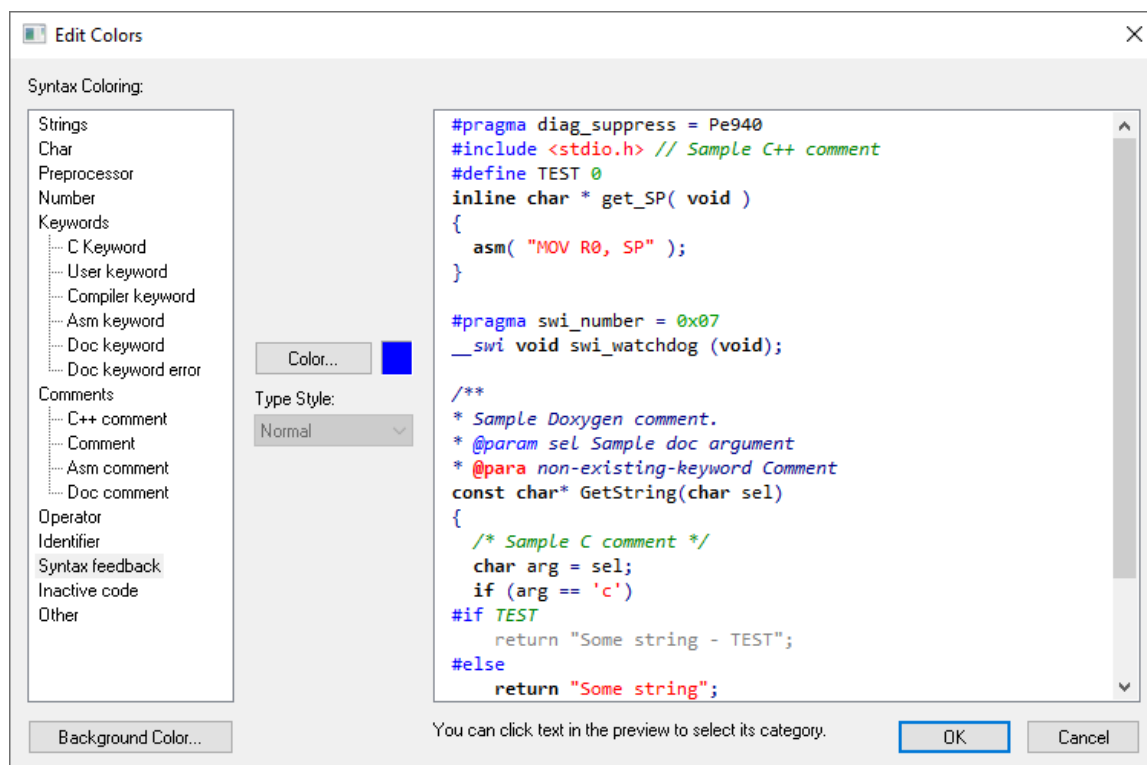 Edit Colors
Syntax Coloring:
Strings
Char
Preprocessor
Number
Keywords
C Keyword
User keyword
Compiler keyword
Asm keyword
Doc keyword
Doc keyword error
Comments
C++ comment
Comment
Asm comment
Doc comment
Operator
Identifier
Syntax feedback
Inactive code
Other
Background Color...
Color...
Type Style:
Normal
#pragma diag_suppress = Pe940
#include <stdio.h> // Sample C++ comment
#define TEST 0
inline char * get_SP( void )
{
  asm( "MOV R0, SP" );
}
#pragma swi_number = 0x07
__swi void swi_watchdog (void);
/**
* Sample Doxygen comment.
* @param sel Sample doc argument
* @para non-existing-keyword Comment
const char* GetString(char sel)
{
  /* Sample C comment */
  char arg = sel;
  if (arg == 'c')
#if TEST
    return "Some string - TEST";
#else
    return "Some string";
You can click text in the preview to select its category.
OK
Cancel